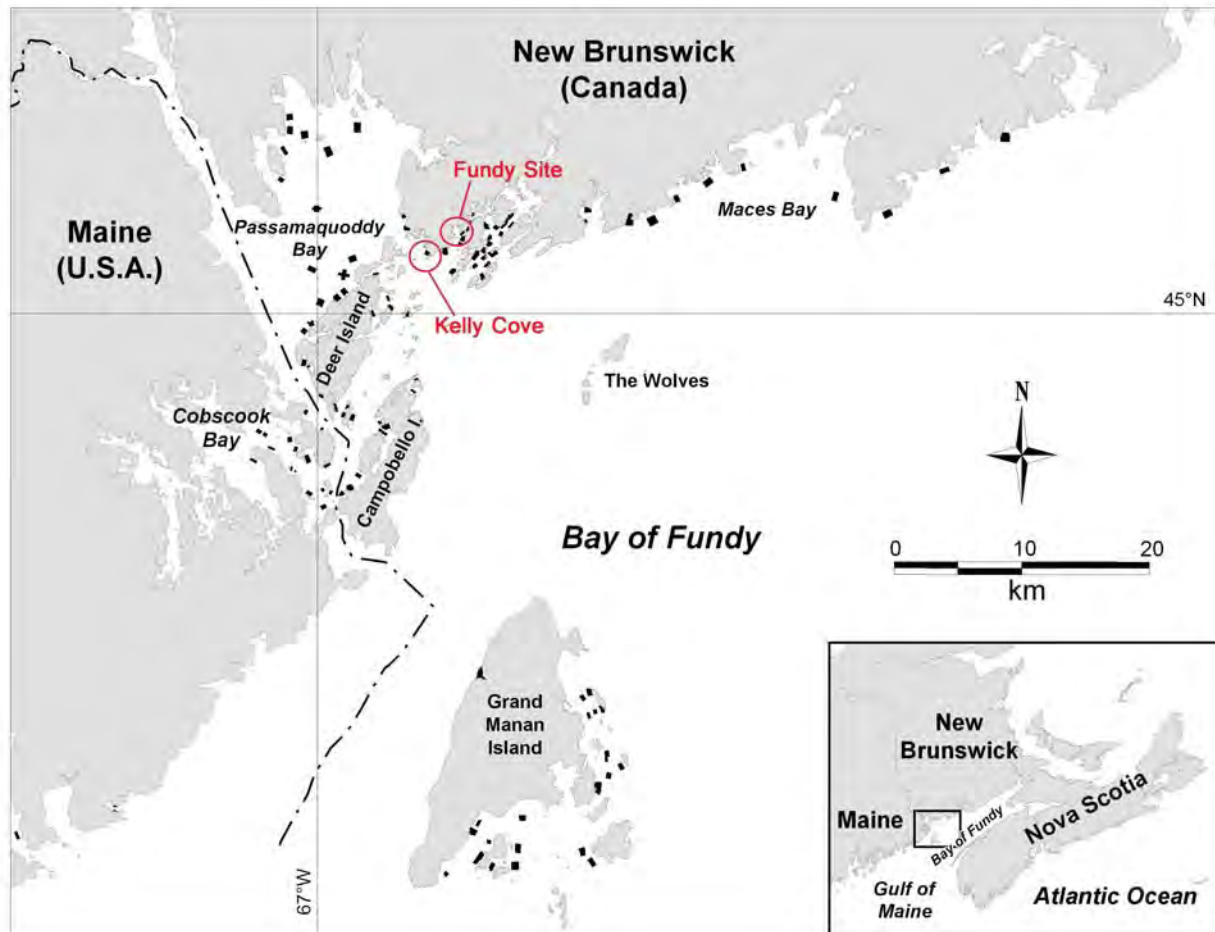 New Brunswick
(Canada)
Fundy Site
Maine
(U.S.A.)
Passamaquoddy
Bay
Maces Bay
Kelly Cove
45°N
Deer Island
The Wolves
N
Cobscook
Bay
Campobello I.
Bay of Fundy
0 10 20
km
Grand
Manan
Island
67°W
New
Brunswick
Maine
Nova Scotia
Bay of Fundy
Gulf of
Maine
Atlantic Ocean